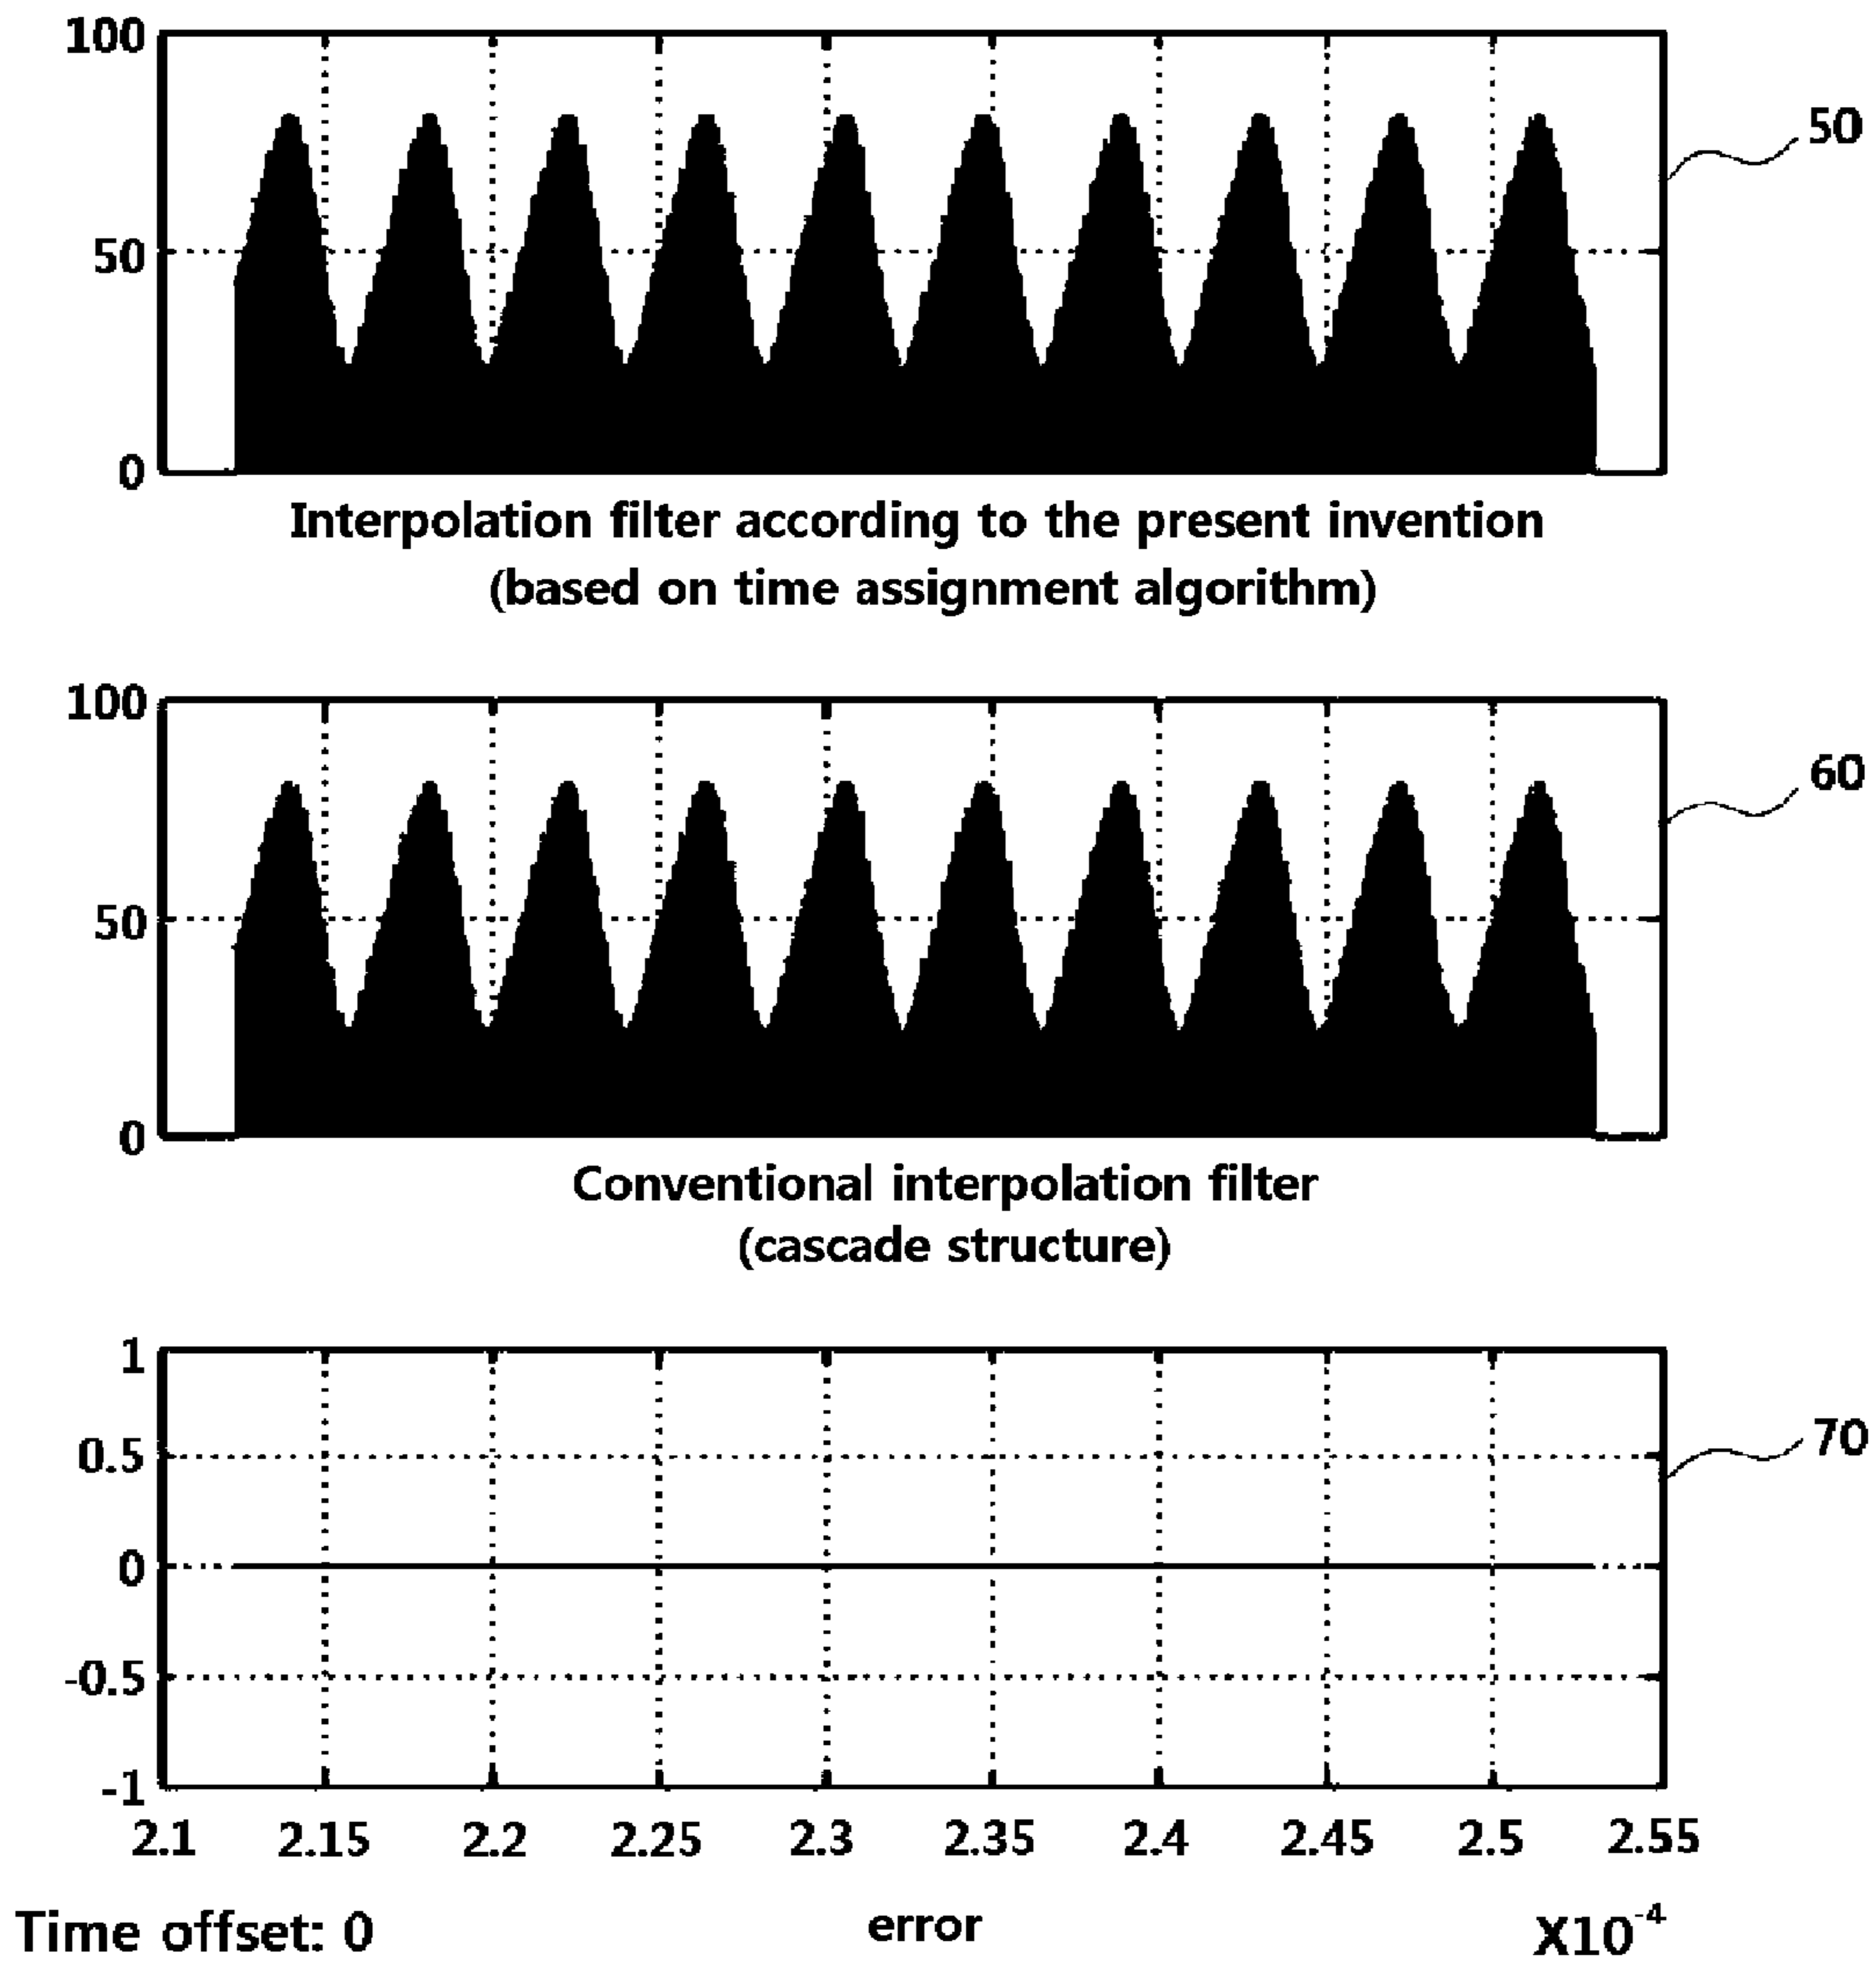 100
50
50
0
Interpolation filter according to the present invention
(based on time assignment algorithm)
100
60
50
0
Conventional interpolation filter
(cascade structure)
1
70
0.5
0
-0.5
-1
2.1 2.15 2.2 2.25 2.3 2.35 2.4 2.45 2.5 2.55
Time offset: 0 error X10-4